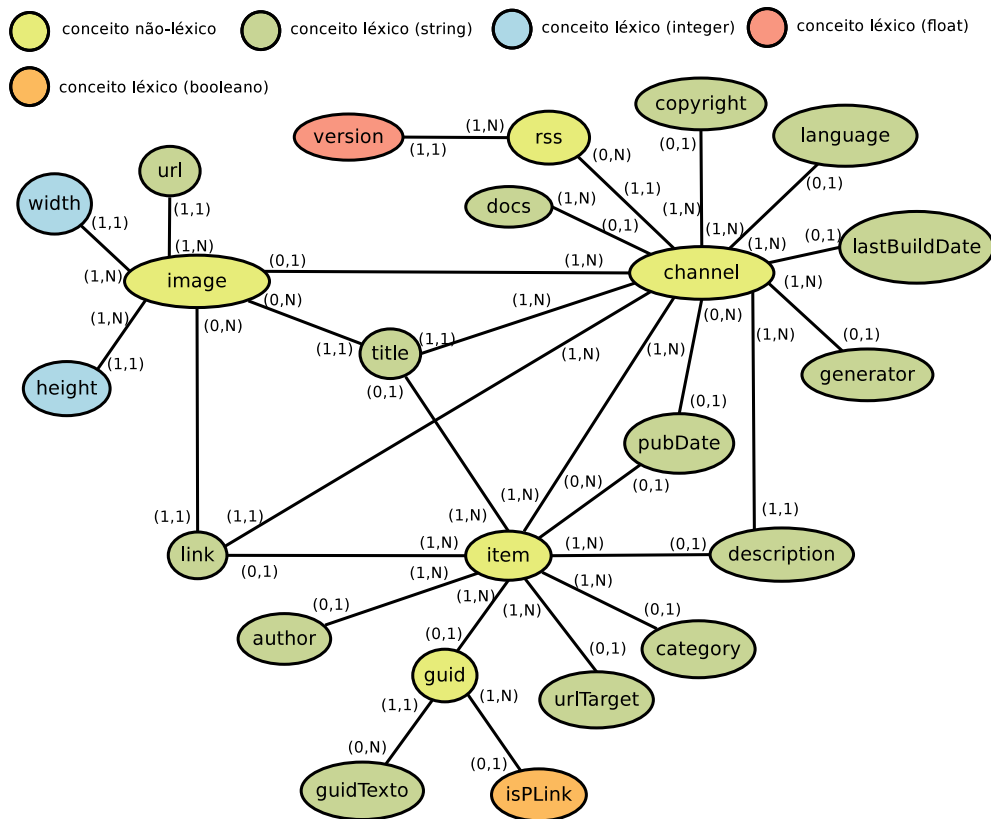 conceito não-léxico
conceito léxico (string)
conceito léxico (integer)
conceito léxico (float)
conceito léxico (booleano)
copyright
version
(1,N)
rss
language
(1,1)
(0,1)
(0,N)
url
(0,1)
width
(1,1)
(1,N)
(1,1)
docs
(1,N)
(1,1)
(0,1)
(1,N)
(1,N)
(0,1)
lastBuildDate
(1,N)
(1,N)
(0,1)
(1,N)
image
channel
(1,N)
(1,N)
(0,N)
(0,N)
(1,N)
(0,N)
(1,N)
(1,1)
title
(1,1)
(1,N)
(1,N)
(0,1)
(1,1)
height
(0,1)
generator
(0,1)
pubDate
(0,N)
(0,1)
(1,N)
(1,1)
(1,1)
(1,N)
(1,1)
link
(1,N)
item
(1,N)
(0,1)
description
(0,1)
(1,N)
(1,N)
(1,N)
(1,N)
(0,1)
author
(0,1)
(0,1)
category
(0,1)
guid
urlTarget
(1,1)
(1,N)
(0,N)
(0,1)
guidTexto
isPLink